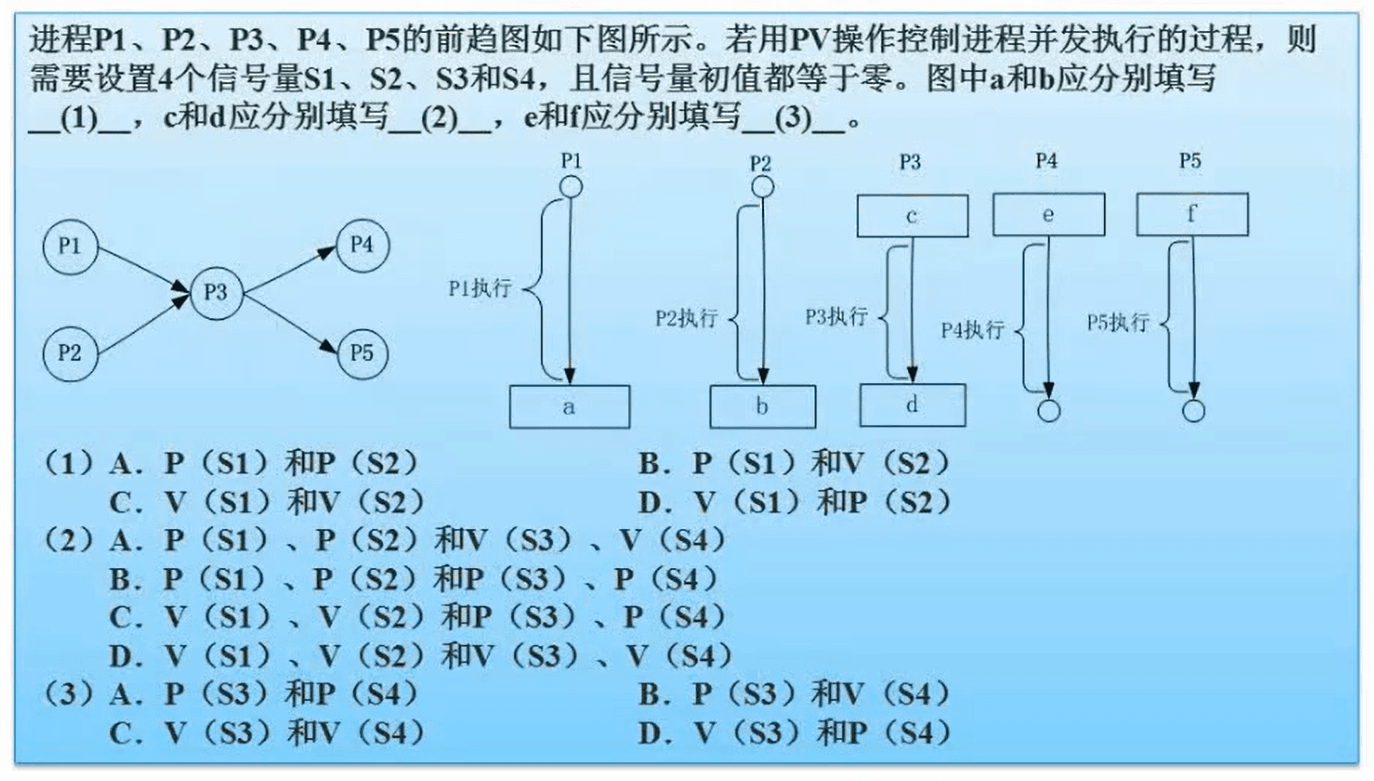 进程P1、P2、P3、P4、P5的前趋图如下图所示。若用PV操作控制进程并发执行的过程，则
需要设置4个信号量S1、S2、S3和S4，且信号量初值都等于零。图中a和b应分别填写
__(1)__，c和d应分别填写__(2)__，e和f应分别填写__(3)__。
P1 P2 P3 P4 P5
c e f
P1 P4
P3
P1执行 P2执行 P3执行 P4执行 P5执行
P2 P5
a b d
（1）A．P（S1）和P（S2） B．P（S1）和V（S2）
C．V（S1）和V（S2） D．V（S1）和P（S2）
（2）A．P（S1）、P（S2）和V（S3）、V（S4）
B．P（S1）、P（S2）和P（S3）、P（S4）
C．V（S1）、V（S2）和P（S3）、P（S4）
D．V（S1）、V（S2）和V（S3）、V（S4）
（3）A．P（S3）和P（S4） B．P（S3）和V（S4）
C．V（S3）和V（S4） D．V（S3）和P（S4）